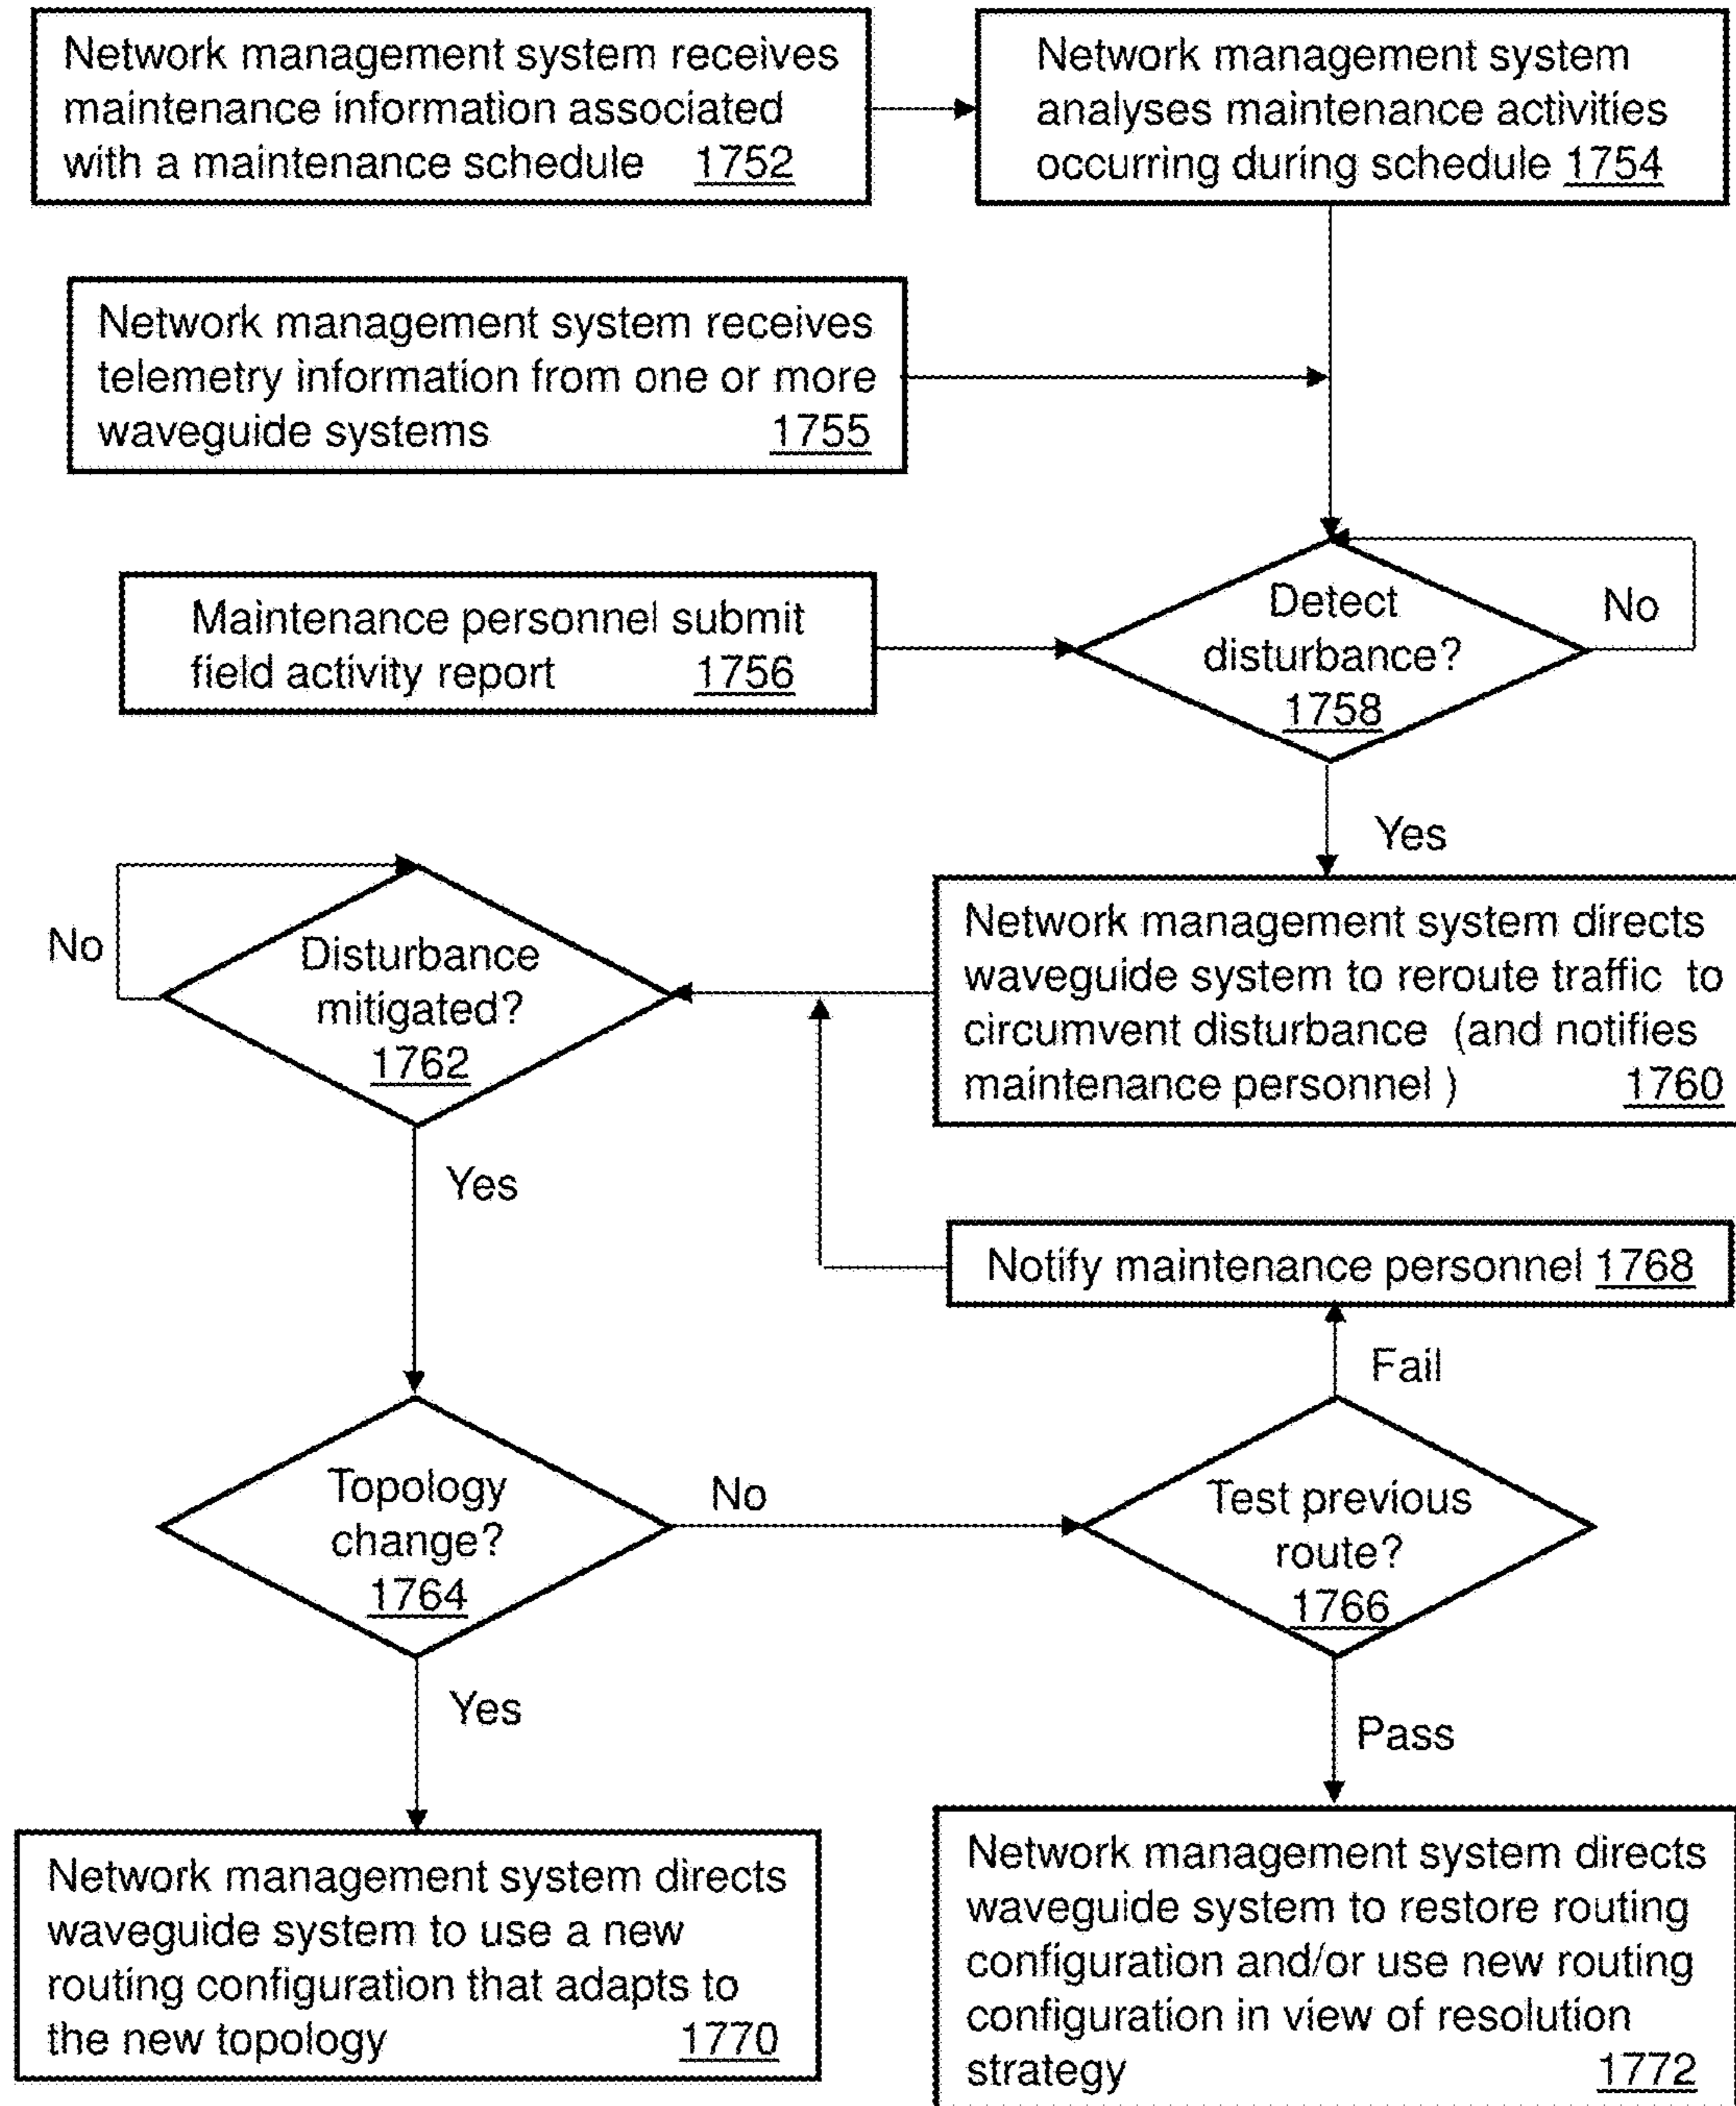 Network management system receives
maintenance information associated
with a maintenance schedule 1752
Network management system
analyses maintenance activities
occurring during schedule 1754
Network management system receives
telemetry information from one or more
waveguide systems 1755
Maintenance personnel submit
field activity report 1756
Detect
disturbance?
1758
No
Yes
Network management system directs
waveguide system to reroute traffic to
circumvent disturbance (and notifies
maintenance personnel ) 1760
No
Disturbance
mitigated?
1762
Yes
Notify maintenance personnel 1768
Fail
Topology
change?
1764
No
Test previous
route?
1766
Yes
Pass
Network management system directs
waveguide system to use a new
routing configuration that adapts to
the new topology 1770
Network management system directs
waveguide system to restore routing
configuration and/or use new routing
configuration in view of resolution
strategy 1772